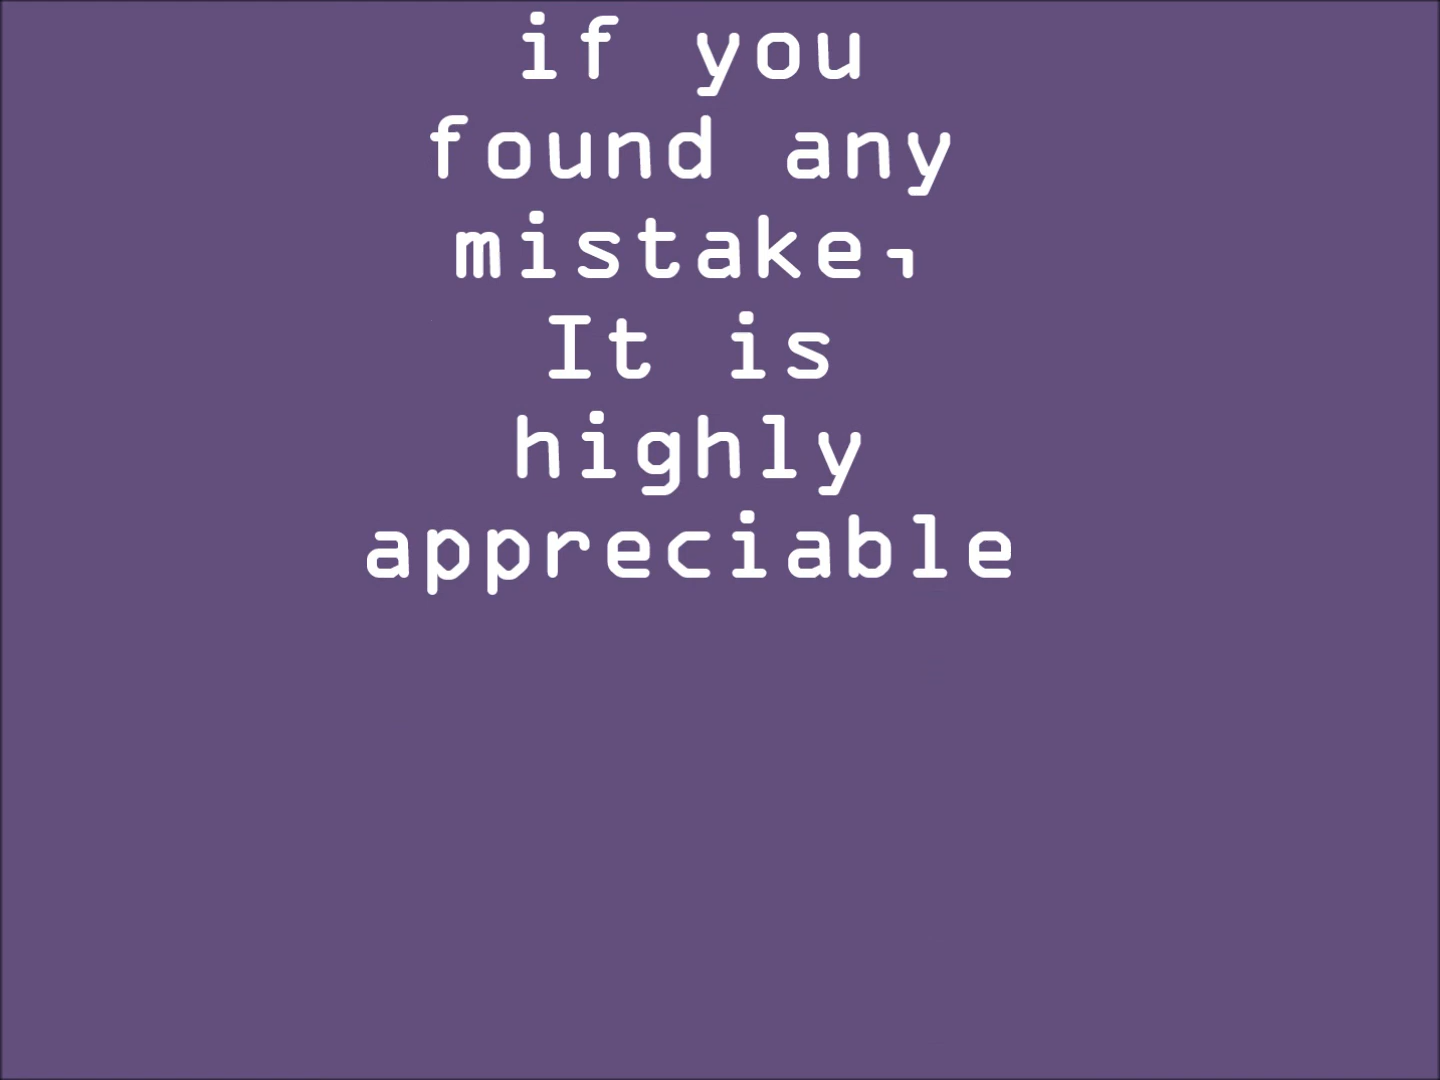 if you
found any
mistake,
It is
highly
appreciable